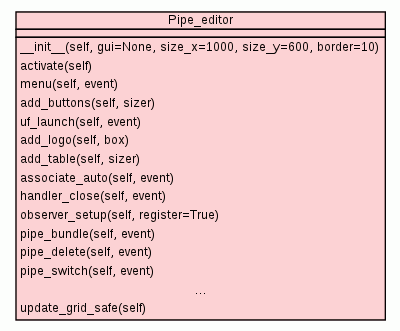 Pipe_editor
__init__(self, gui=None, size_x=1000, size_y=600, border=10)
activate(self)
menu(self, event)
add_buttons(self, sizer)
uf_launch(self, event)
add_logo(self, box)
add_table(self, sizer)
associate_auto(self, event)
handler_close(self, event)
observer_setup(self, register=True)
pipe_bundle(self, event)
pipe_delete(self, event)
pipe_switch(self, event)
...
update_grid_safe(self)